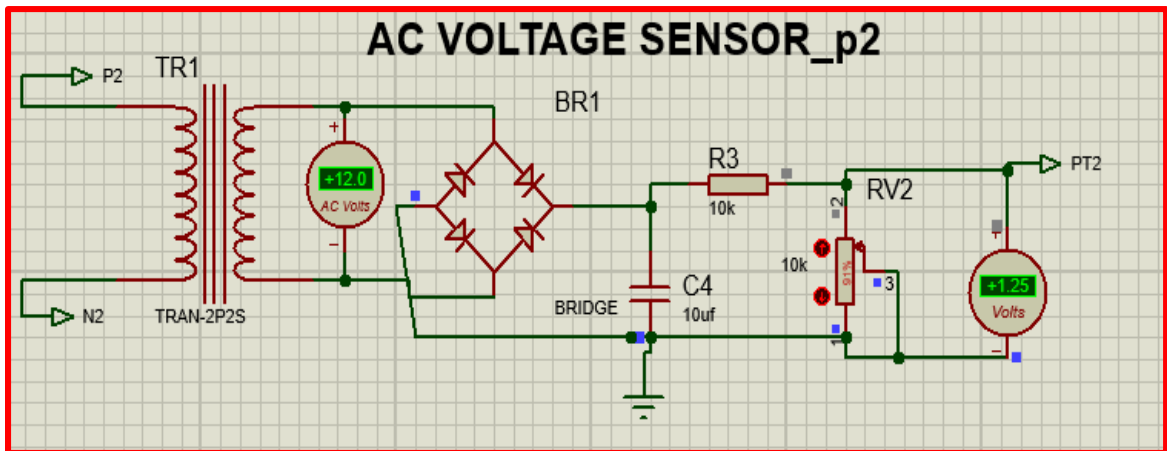 AC VOLTAGE SENSOR_p2
P2
TR1
BR1
+
+12.0
AC Volts
−
R3
10k
PT2
RV2
2
10k
91%
3
1
+
+1.25
Volts
−
C4
10uf
BRIDGE
N2
TRAN-2P2S